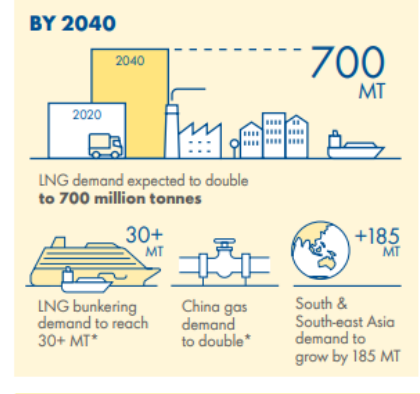 BY 2040
2040
700
MT
2020
LNG demand expected to double
to 700 million tonnes
30+
MT
LNG bunkering
demand to reach
30+ MT*
China gas
demand
to double*
+185
MT
South &
South-east Asia
demand to
grow by 185 MT